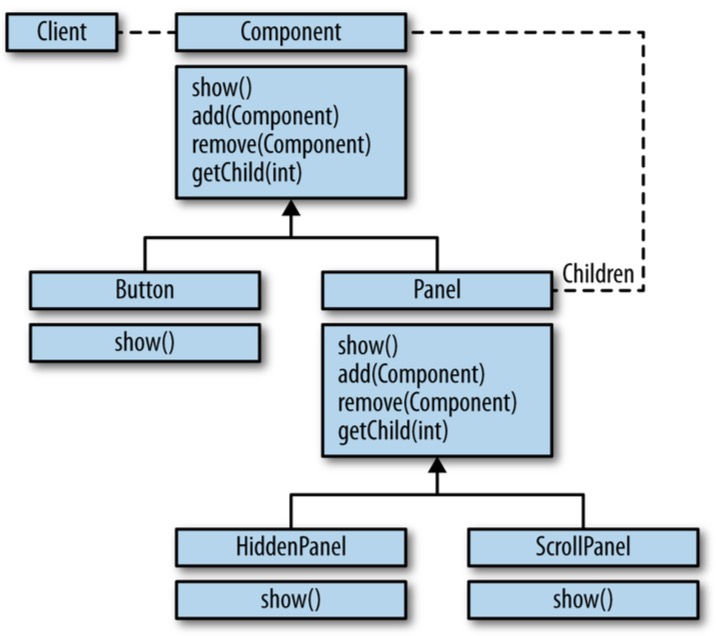 Client
Component
show()
add(Component)
remove(Component)
getChild(int)
Children
Button
Panel
show()
show()
add(Component)
remove(Component)
getChild(int)
HiddenPanel
ScrollPanel
show()
show()